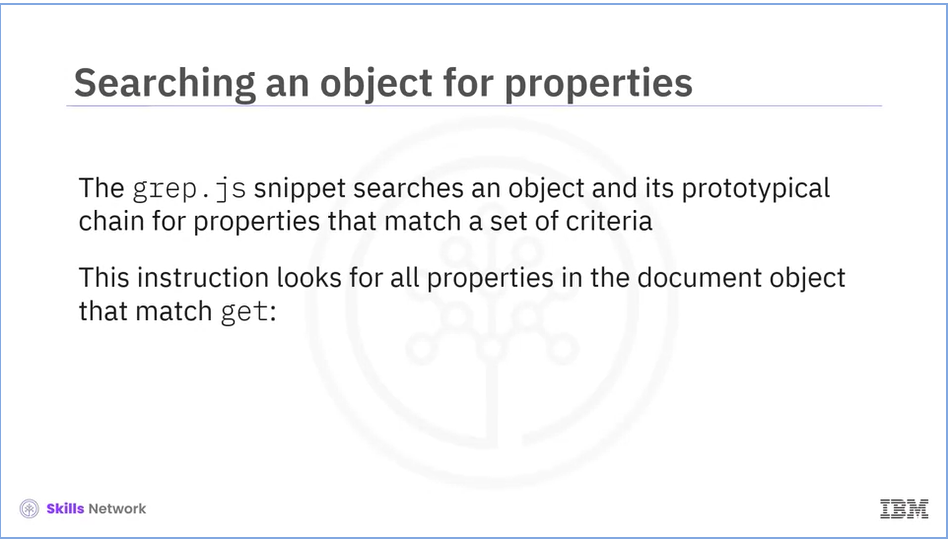 Searching an object for properties
The grep.js snippet searches an object and its prototypical
chain for properties that match a set of criteria
This instruction looks for all properties in the document object
that match get:
Skills Network
IBM